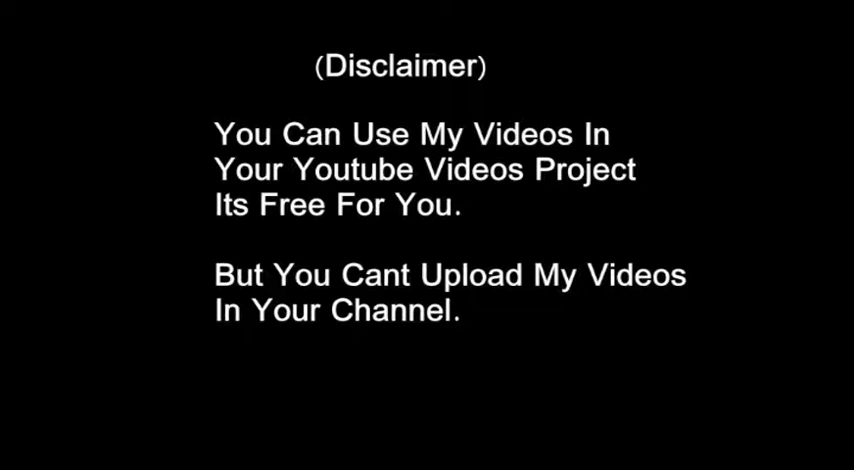 (Disclaimer)
You Can Use My Videos In
Your Youtube Videos Project
Its Free For You.
But You Cant Upload My Videos
In Your Channel.